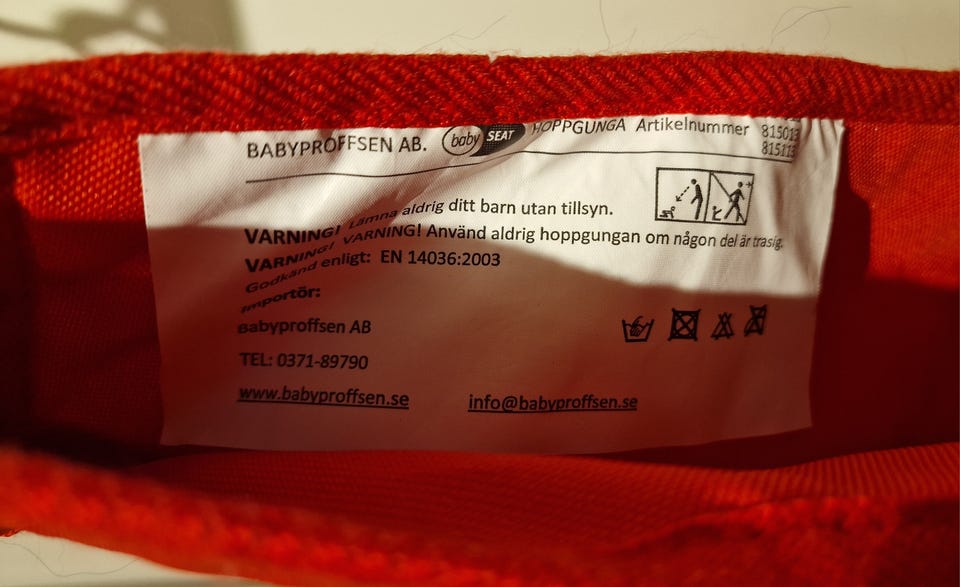 BABYPROFFSEN AB. baby SEAT HOPPGUNGA Artikelnummer 815013
815113
VARNING! Lämna aldrig ditt barn utan tillsyn.
VARNING! VARNING! Använd aldrig hoppgungan om någon del är trasig.
Godkänd enligt: EN 14036:2003
Importör:
Babyproffsen AB
TEL: 0371-89790
www.babyproffsen.se info@babyproffsen.se